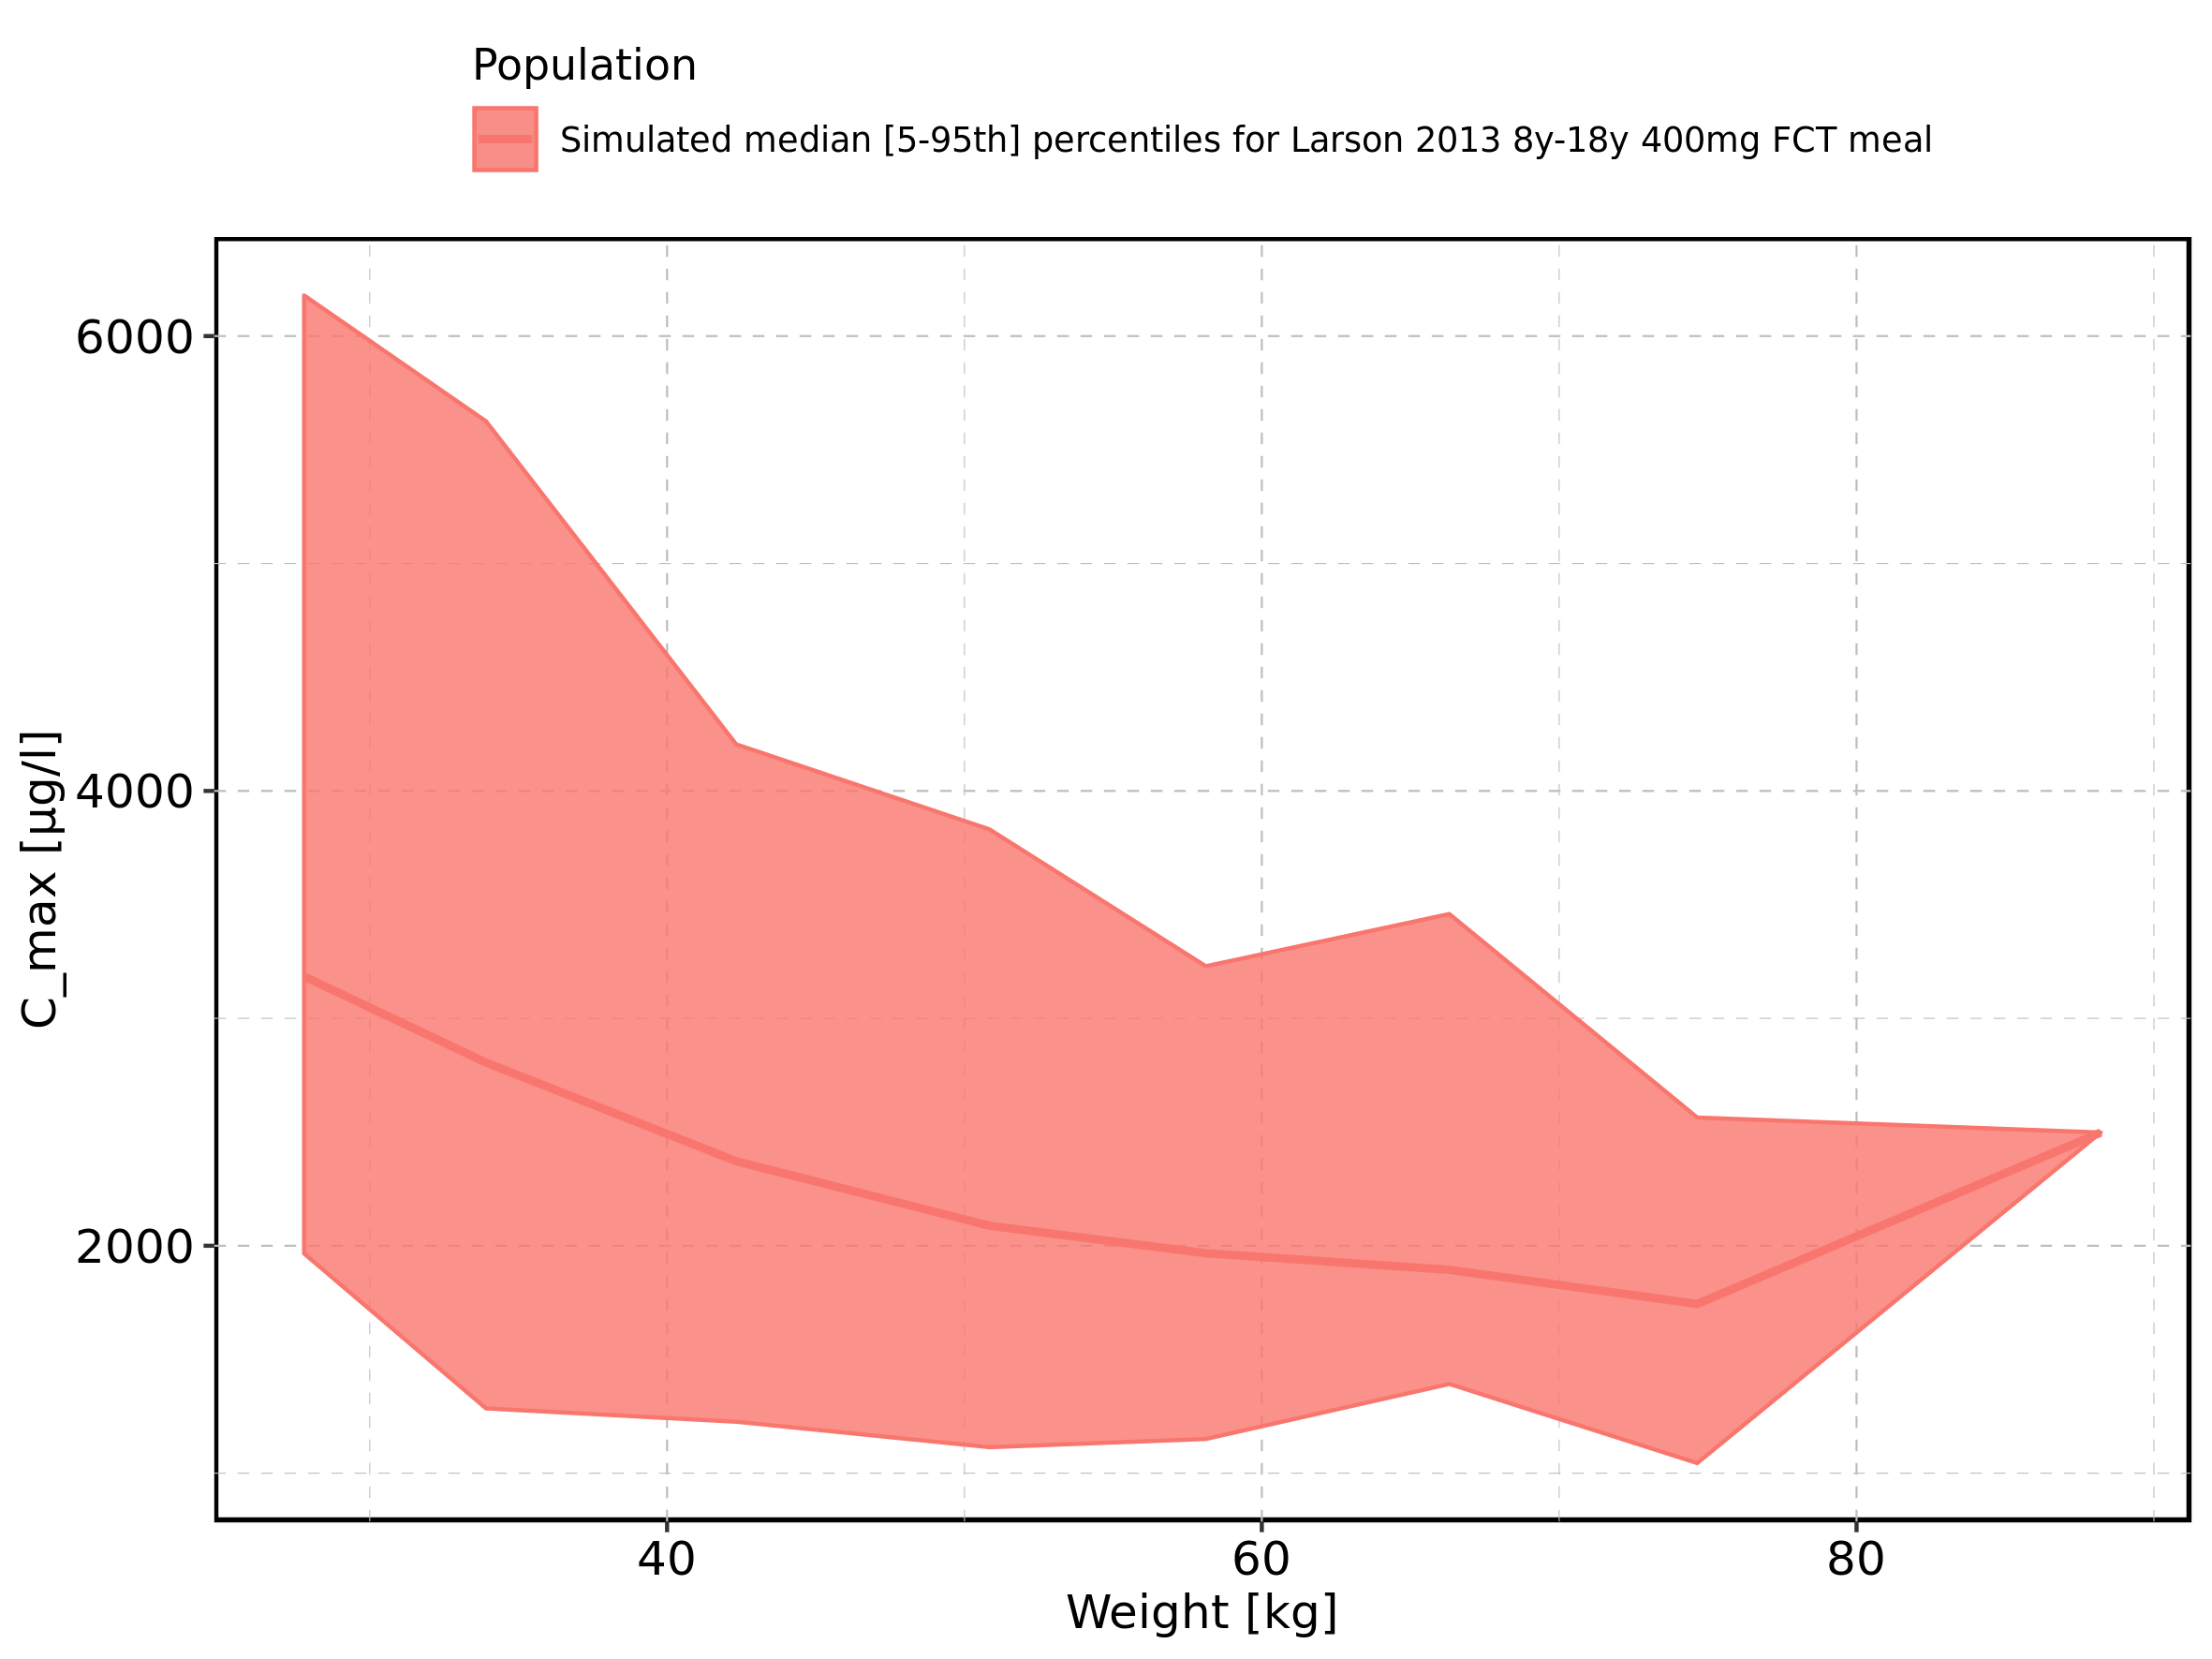 Population
Simulated median [5-95th] percentiles for Larson 2013 8y-18y 400mg FCT meal
C_max [µg/l]
6000
4000
2000
40
60
80
Weight [kg]